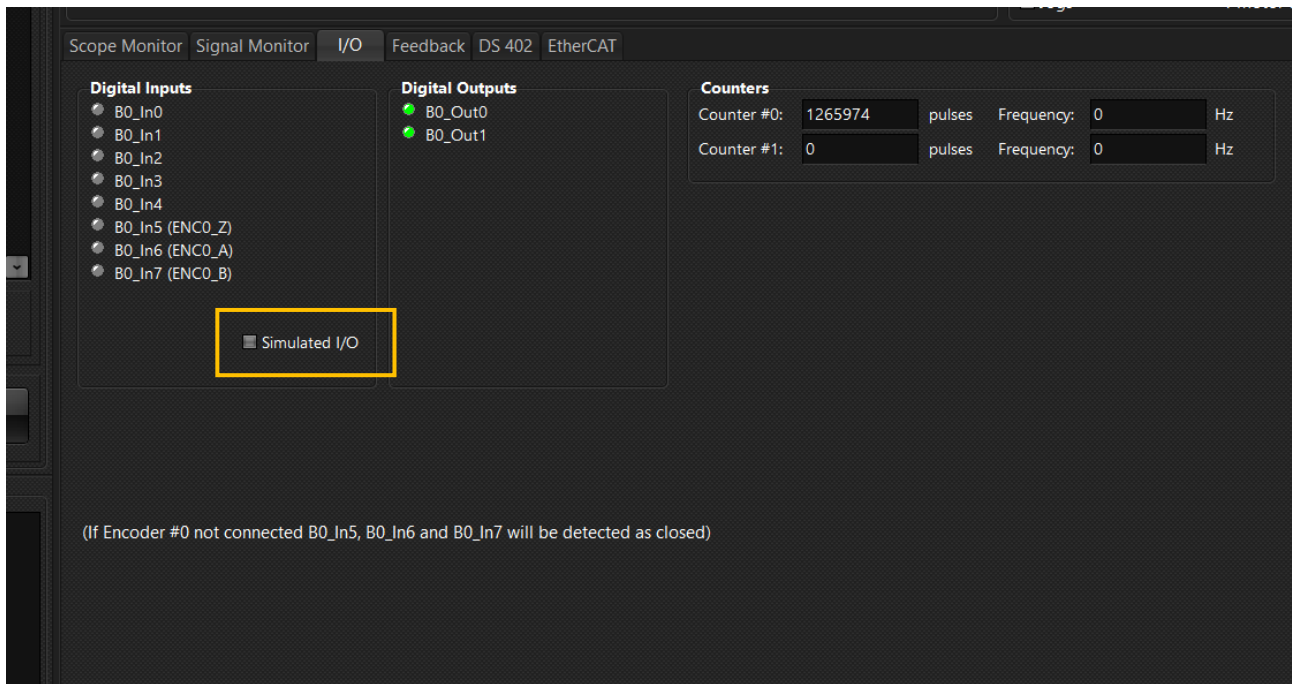 Scope Monitor Signal Monitor I/O Feedback DS 402 EtherCAT
Digital Inputs
B0_In0
B0_In1
B0_In2
B0_In3
B0_In4
B0_In5 (ENC0_Z)
B0_In6 (ENC0_A)
B0_In7 (ENC0_B)
Simulated I/O
Digital Outputs
B0_Out0
B0_Out1
Counters
Counter #0: 1265974 pulses Frequency: 0 Hz
Counter #1: 0 pulses Frequency: 0 Hz
(If Encoder #0 not connected B0_In5, B0_In6 and B0_In7 will be detected as closed)